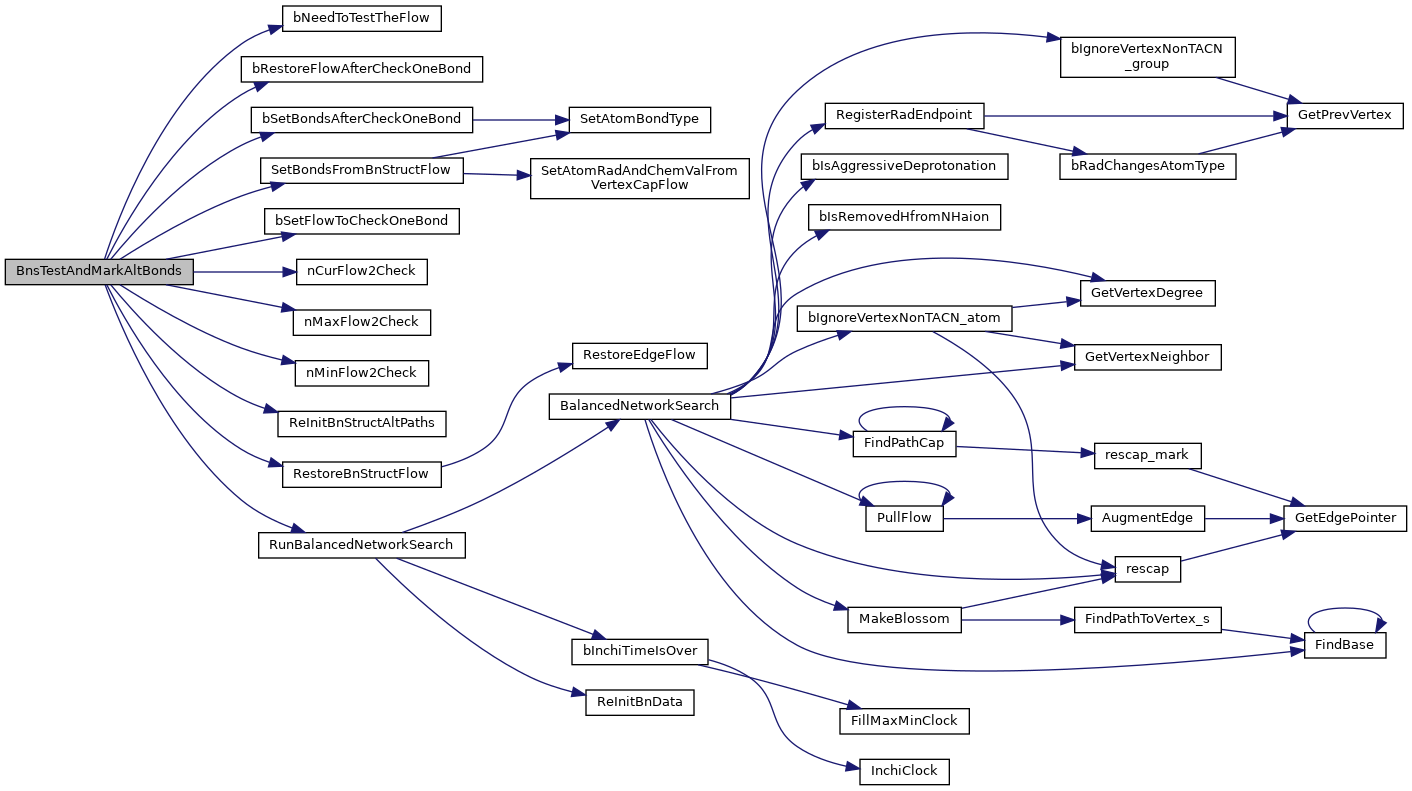 bNeedToTestTheFlow
bRestoreFlowAfterCheckOneBond
bSetBondsAfterCheckOneBond
SetBondsFromBnStructFlow
bSetFlowToCheckOneBond
BnsTestAndMarkAltBonds
nCurFlow2Check
nMaxFlow2Check
nMinFlow2Check
ReInitBnStructAltPaths
RestoreBnStructFlow
RunBalancedNetworkSearch
SetAtomBondType
SetAtomRadAndChemValFrom
VertexCapFlow
RestoreEdgeFlow
BalancedNetworkSearch
bInchiTimeIsOver
ReInitBnData
bIgnoreVertexNonTACN
_group
RegisterRadEndpoint
bIsAggressiveDeprotonation
bIsRemovedHfromNHaion
bIgnoreVertexNonTACN_atom
FindPathCap
PullFlow
MakeBlossom
FillMaxMinClock
InchiClock
GetPrevVertex
bRadChangesAtomType
GetVertexDegree
GetVertexNeighbor
rescap_mark
AugmentEdge
GetEdgePointer
rescap
FindPathToVertex_s
FindBase